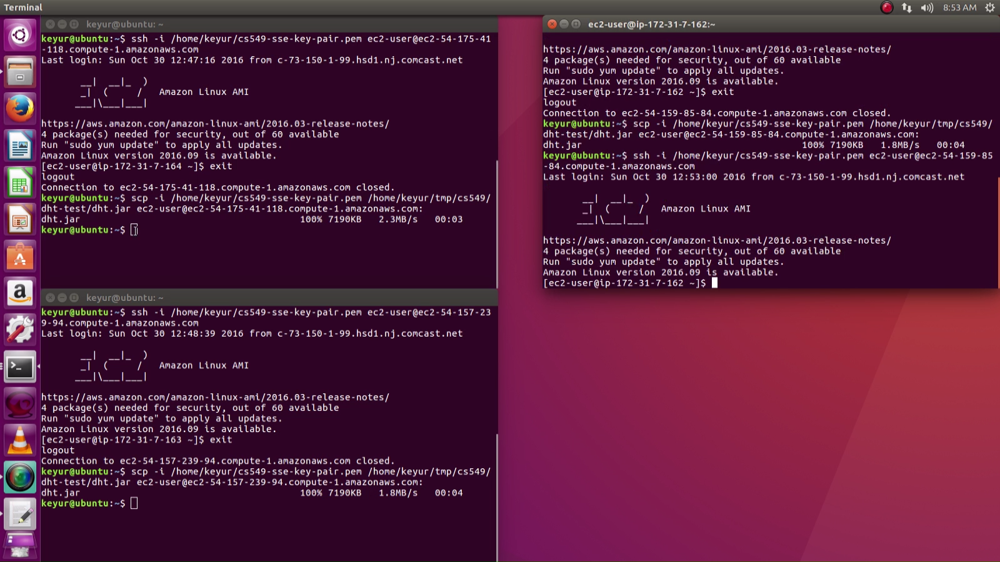 Terminal
8:53 AM
keyur@ubuntu: ~
keyur@ubuntu:~$ ssh -i /home/keyur/cs549-sse-key-pair.pem ec2-user@ec2-54-175-41
-118.compute-1.amazonaws.com
Last login: Sun Oct 30 12:47:16 2016 from c-73-150-1-99.hsd1.nj.comcast.net
__|  __|_  )
_|  (     /   Amazon Linux AMI
___|\___|___|
https://aws.amazon.com/amazon-linux-ami/2016.03-release-notes/
4 package(s) needed for security, out of 60 available
Run "sudo yum update" to apply all updates.
Amazon Linux version 2016.09 is available.
[ec2-user@ip-172-31-7-164 ~]$ exit
logout
Connection to ec2-54-175-41-118.compute-1.amazonaws.com closed.
keyur@ubuntu:~$ scp -i /home/keyur/cs549-sse-key-pair.pem /home/keyur/tmp/cs549/
dht-test/dht.jar ec2-user@ec2-54-175-41-118.compute-1.amazonaws.com:
dht.jar 100% 7190KB 2.3MB/s 00:03
keyur@ubuntu:~$
keyur@ubuntu: ~
keyur@ubuntu:~$ ssh -i /home/keyur/cs549-sse-key-pair.pem ec2-user@ec2-54-157-23
9-94.compute-1.amazonaws.com
Last login: Sun Oct 30 12:48:39 2016 from c-73-150-1-99.hsd1.nj.comcast.net
__|  __|_  )
_|  (     /   Amazon Linux AMI
___|\___|___|
https://aws.amazon.com/amazon-linux-ami/2016.03-release-notes/
4 package(s) needed for security, out of 60 available
Run "sudo yum update" to apply all updates.
Amazon Linux version 2016.09 is available.
[ec2-user@ip-172-31-7-163 ~]$ exit
logout
Connection to ec2-54-157-239-94.compute-1.amazonaws.com closed.
keyur@ubuntu:~$ scp -i /home/keyur/cs549-sse-key-pair.pem /home/keyur/tmp/cs549/
dht-test/dht.jar ec2-user@ec2-54-157-239-94.compute-1.amazonaws.com:
dht.jar 100% 7190KB 1.8MB/s 00:04
keyur@ubuntu:~$
ec2-user@ip-172-31-7-162:~
https://aws.amazon.com/amazon-linux-ami/2016.03-release-notes/
4 package(s) needed for security, out of 60 available
Run "sudo yum update" to apply all updates.
Amazon Linux version 2016.09 is available.
[ec2-user@ip-172-31-7-162 ~]$ exit
logout
Connection to ec2-54-159-85-84.compute-1.amazonaws.com closed.
keyur@ubuntu:~$ scp -i /home/keyur/cs549-sse-key-pair.pem /home/keyur/tmp/cs549/
dht-test/dht.jar ec2-user@ec2-54-159-85-84.compute-1.amazonaws.com:
dht.jar 100% 7190KB 1.8MB/s 00:04
keyur@ubuntu:~$ ssh -i /home/keyur/cs549-sse-key-pair.pem ec2-user@ec2-54-159-85
-84.compute-1.amazonaws.com
Last login: Sun Oct 30 12:53:00 2016 from c-73-150-1-99.hsd1.nj.comcast.net
__|  __|_  )
_|  (     /   Amazon Linux AMI
___|\___|___|
https://aws.amazon.com/amazon-linux-ami/2016.03-release-notes/
4 package(s) needed for security, out of 60 available
Run "sudo yum update" to apply all updates.
Amazon Linux version 2016.09 is available.
[ec2-user@ip-172-31-7-162 ~]$